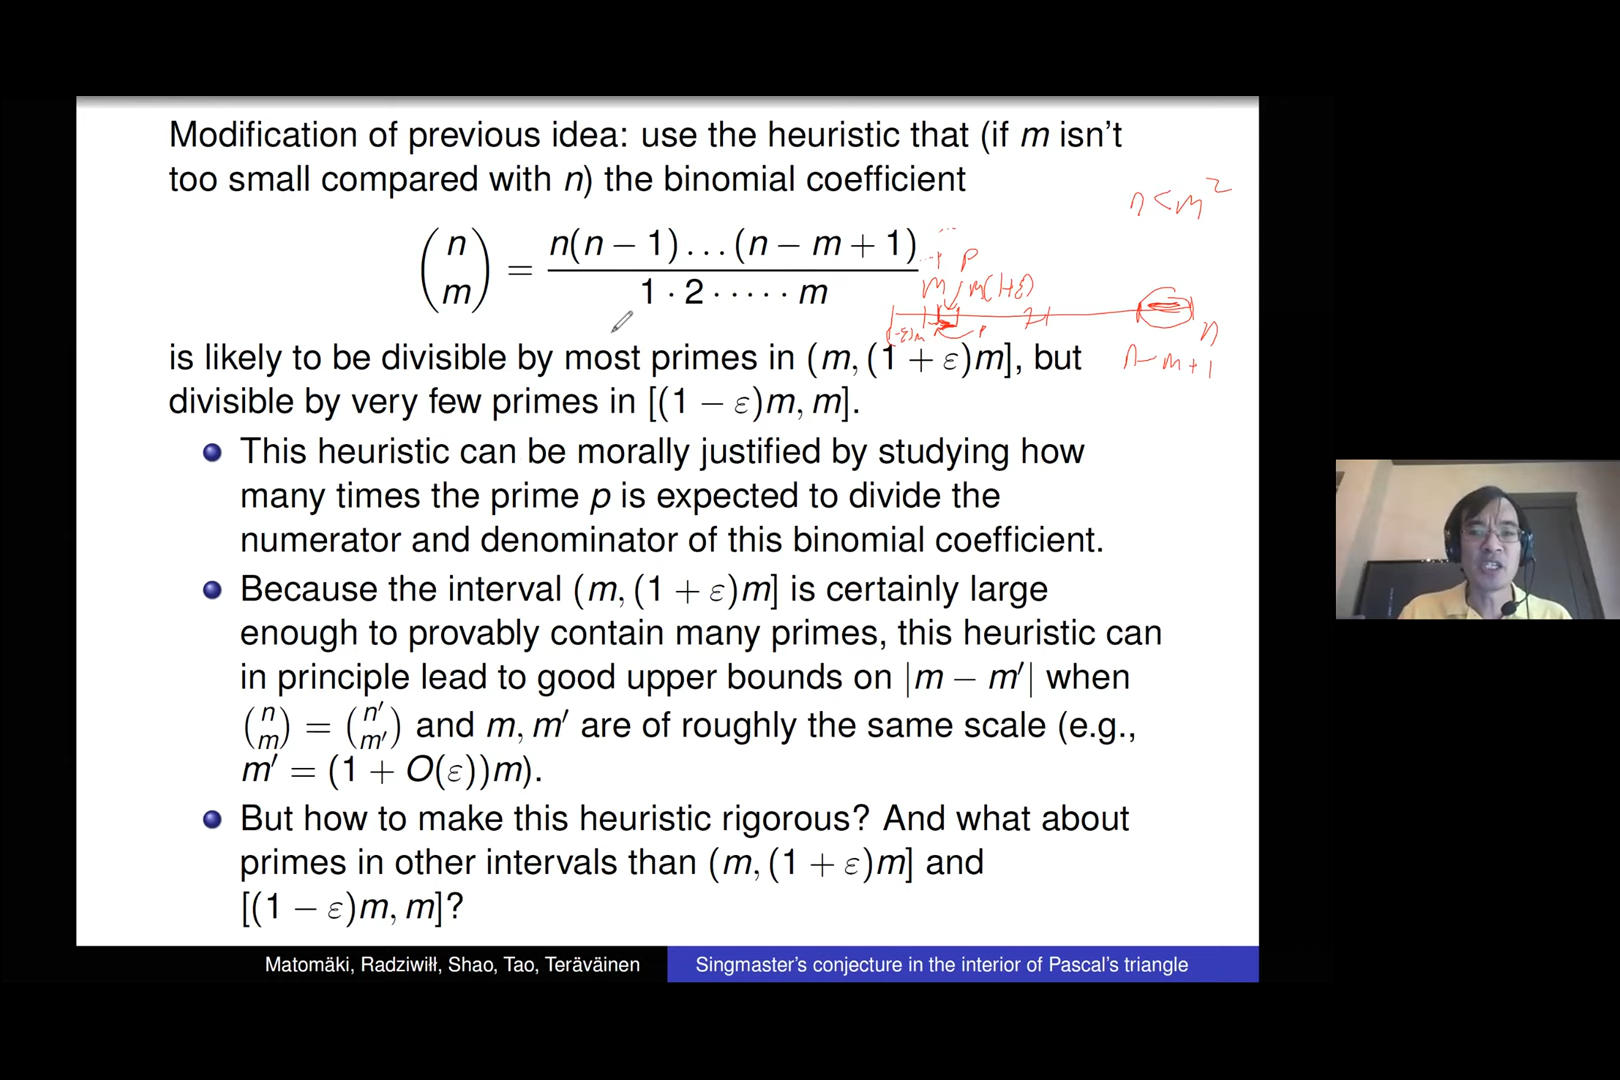 Modification of previous idea: use the heuristic that (if m isn't
too small compared with n) the binomial coefficient
n < m²
(n m) = n(n − 1) . . . (n − m + 1) / 1 · 2 · · · · · m
p
m m(1+ε)
(1-ε)m p n
n-m+1
is likely to be divisible by most primes in (m, (1 + ε)m], but
divisible by very few primes in [(1 − ε)m, m].
This heuristic can be morally justified by studying how
many times the prime p is expected to divide the
numerator and denominator of this binomial coefficient.
Because the interval (m, (1 + ε)m] is certainly large
enough to provably contain many primes, this heuristic can
in principle lead to good upper bounds on |m − m′| when
(n m) = (n′ m′) and m, m′ are of roughly the same scale (e.g.,
m′ = (1 + O(ε))m).
But how to make this heuristic rigorous? And what about
primes in other intervals than (m, (1 + ε)m] and
[(1 − ε)m, m]?
Matomäki, Radziwiłł, Shao, Tao, Teräväinen
Singmaster's conjecture in the interior of Pascal's triangle